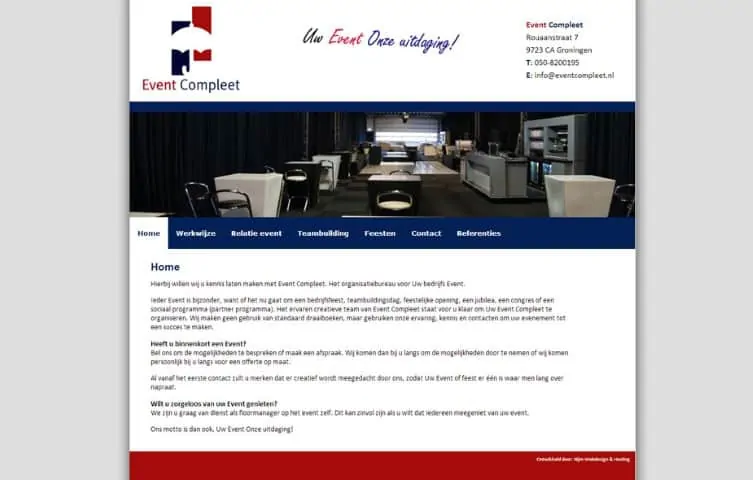 Event Compleet
Uw Event Onze uitdaging!
Event Compleet
Rouaanstraat 7
9723 CA Groningen
T: 050-8200195
E: info@eventcompleet.nl
Home Werkwijze Relatie event Teambuilding Feesten Contact Referenties
Home
Hierbij willen wij u kennis laten maken met Event Compleet. Het organisatiebureau voor Uw bedrijfs Event.
Ieder Event is bijzonder, want of het nu gaat om een bedrijfsfeest, teambuildingsdag, feestelijke opening, een jubilea, een congres of een
sociaal programma (partner programma). Het ervaren creatieve team van Event Compleet staat voor u klaar om Uw Event Compleet te
organiseren. Wij maken geen gebruik van standaard draaiboeken, maar gebruiken onze ervaring, kennis en contacten om uw evenement tot
een succes te maken.
Heeft u binnenkort een Event?
Bel ons om de mogelijkheden te bespreken of maak een afspraak. Wij komen dan bij u langs om de mogelijkheden door te nemen of wij komen
persoonlijk bij u langs voor een offerte op maat.
Al vanaf het eerste contact zult u merken dat er creatief wordt meegedacht door ons, zodat Uw Event of feest er één is waar men lang over
napraat.
Wilt u zorgeloos van uw Event genieten?
We zijn u graag van dienst als floormanager op het event zelf. Dit kan zinvol zijn als u wilt dat iedereen meegeniet van uw event.
Ons motto is dan ook, Uw Event Onze uitdaging!
Ontwikkeld door: Rijm Webdesign & Hosting